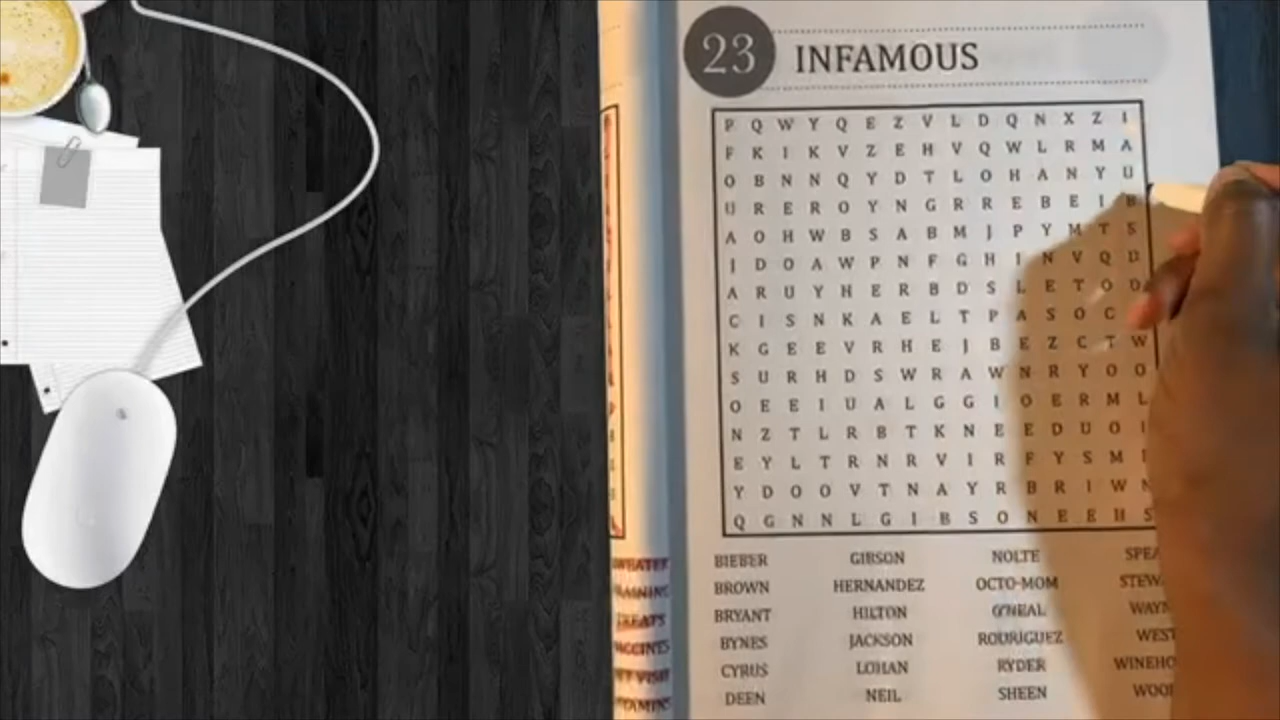 23 INFAMOUS
P Q W Y Q E Z V L D Q N X Z I
F K I K V Z E H V Q W L R M A
O B N N Q Y D T L O H A N Y U
U R E R O Y N G R R E B E I B
A O H W B S A B M J P Y M T S
J D O A W P N F G H I N V Q D
A R U Y H E R B D S L E T O O
C I S N K A E L T P A S O C
K G E E V R H E J B E Z C T W
S U R H D S W R A W N R Y O O
O E E I U A L G G I O E R M L
N Z T L R B T K N E E D U O
E Y L T R N R V I R F Y S M
Y D O O V T N A Y R B R I W N
Q G N N L G I B S O N E E H S
BIEBER GIBSON NOLTE
BROWN HERNANDEZ OCTO-MOM
BRYANT HILTON O'NEAL
BYNES JACKSON RODRIGUEZ WEST
CYRUS LOHAN RYDER
DEEN NEIL SHEEN